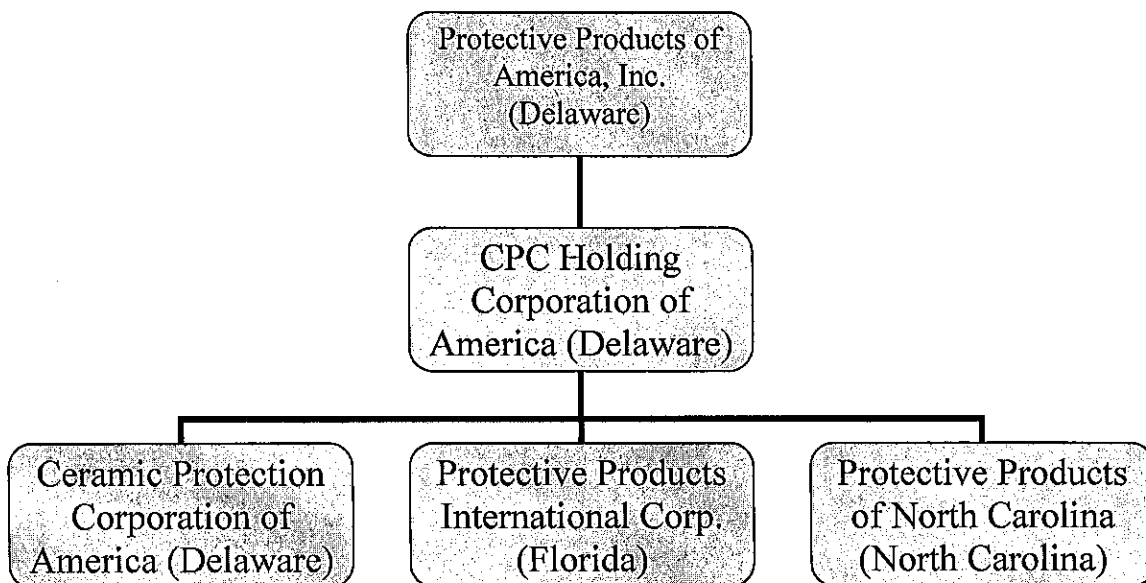 Protective Products of
America, Inc.
(Delaware)
CPC Holding
Corporation of
America (Delaware)
Ceramic Protection
Corporation of
America (Delaware)
Protective Products
International Corp.
(Florida)
Protective Products
of North Carolina
(North Carolina)